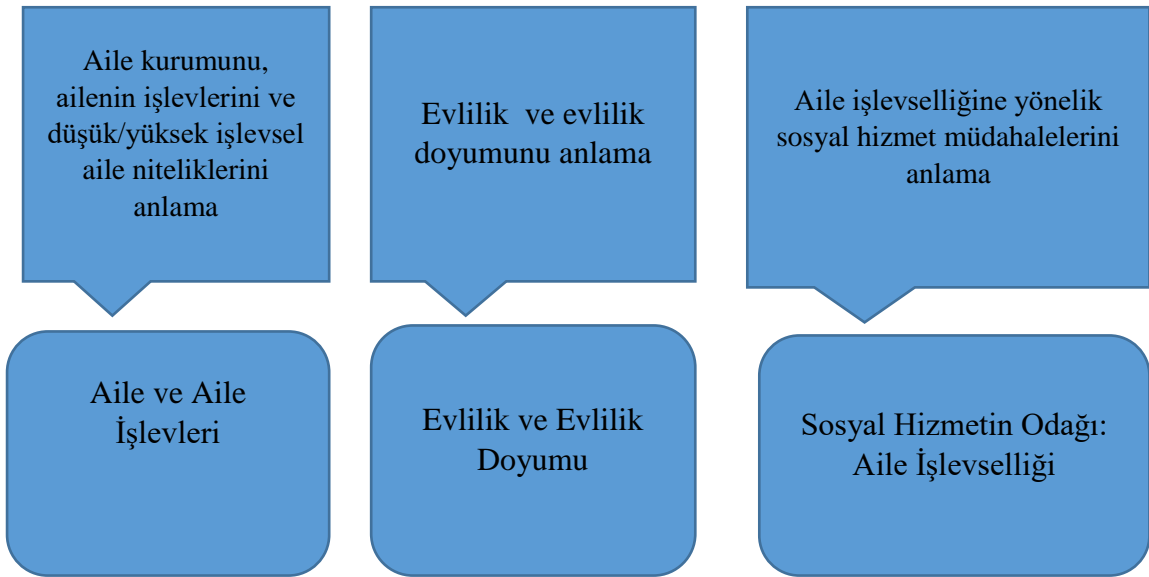 Aile kurumunu,
ailenin işlevlerini ve
düşük/yüksek işlevsel
aile niteliklerini
anlama
Evlilik  ve evlilik
doyumunu anlama
Aile işlevselliğine yönelik
sosyal hizmet müdahalelerini
anlama
Aile ve Aile
İşlevleri
Evlilik ve Evlilik
Doyumu
Sosyal Hizmetin Odağı:
Aile İşlevselliği